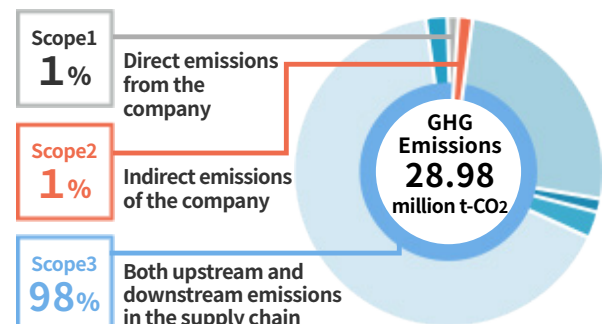 Scope1
1%
Direct emissions
from the
company
Scope2
1%
Indirect emissions
of the company
Scope3
98%
Both upstream and
downstream emissions
in the supply chain
GHG
Emissions
28.98
million t-CO2